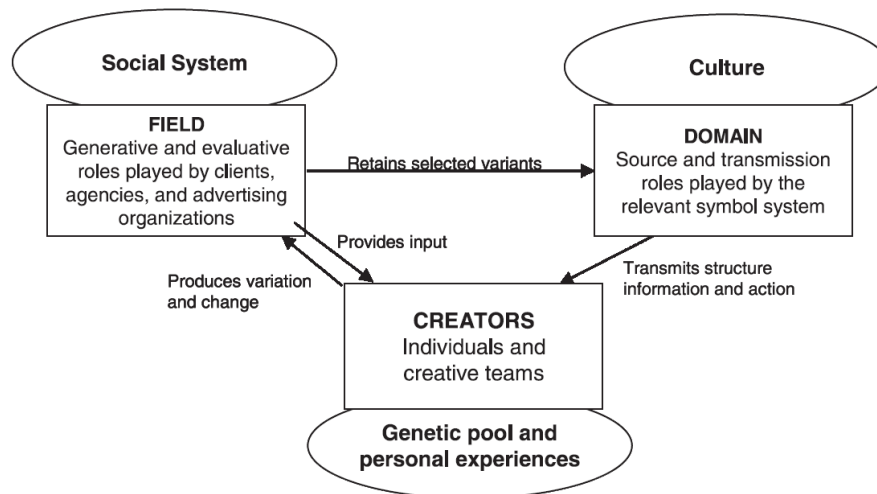 Social System
Culture
FIELD
Generative and evaluative
roles played by clients,
agencies, and advertising
organizations
Retains selected variants
DOMAIN
Source and transmission
roles played by the
relevant symbol system
Provides input
Produces variation
and change
Transmits structure
information and action
CREATORS
Individuals and
creative teams
Genetic pool and
personal experiences